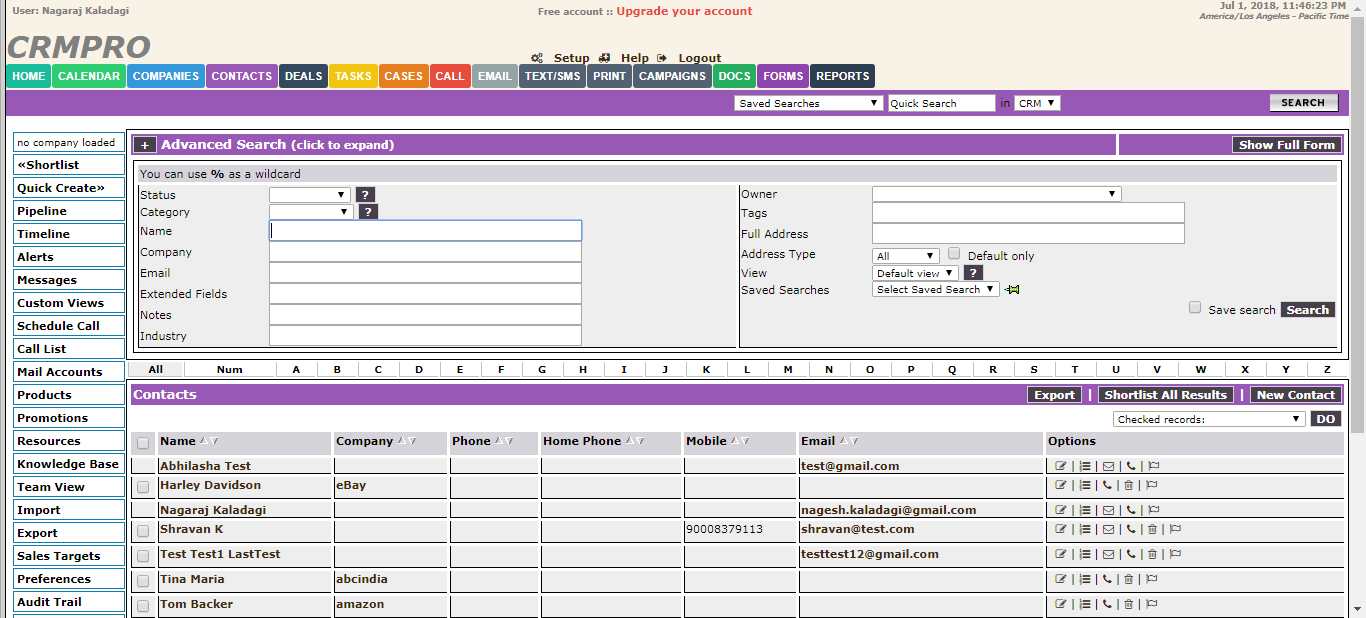 User: Nagaraj Kaladagi
Free account :: Upgrade your account
Jul 1, 2018, 11:46:23 PM
America/Los Angeles - Pacific Time
CRMPRO
Setup Help Logout
HOME CALENDAR COMPANIES CONTACTS DEALS TASKS CASES CALL EMAIL TEXT/SMS PRINT CAMPAIGNS DOCS FORMS REPORTS
Saved Searches Quick Search in CRM SEARCH
no company loaded
«Shortlist
Quick Create»
Pipeline
Timeline
Alerts
Messages
Custom Views
Schedule Call
Call List
Mail Accounts
Products
Promotions
Resources
Knowledge Base
Team View
Import
Export
Sales Targets
Preferences
Audit Trail
+ Advanced Search (click to expand) Show Full Form
You can use % as a wildcard
Status ?
Category ?
Name
Company
Email
Extended Fields
Notes
Industry
Owner
Tags
Full Address
Address Type All Default only
View Default view ?
Saved Searches Select Saved Search
Save search Search
All Num A B C D E F G H I J K L M N O P Q R S T U V W X Y Z
Contacts Export | Shortlist All Results | New Contact
Checked records: DO
Name Company Phone Home Phone Mobile Email Options
Abhilasha Test test@gmail.com | | | |
Harley Davidson eBay | | | |
Nagaraj Kaladagi nagesh.kaladagi@gmail.com | | | |
Shravan K 90008379113 shravan@test.com | | | | |
Test Test1 LastTest testtest12@gmail.com | | | | |
Tina Maria abcindia | | | |
Tom Backer amazon | | | |